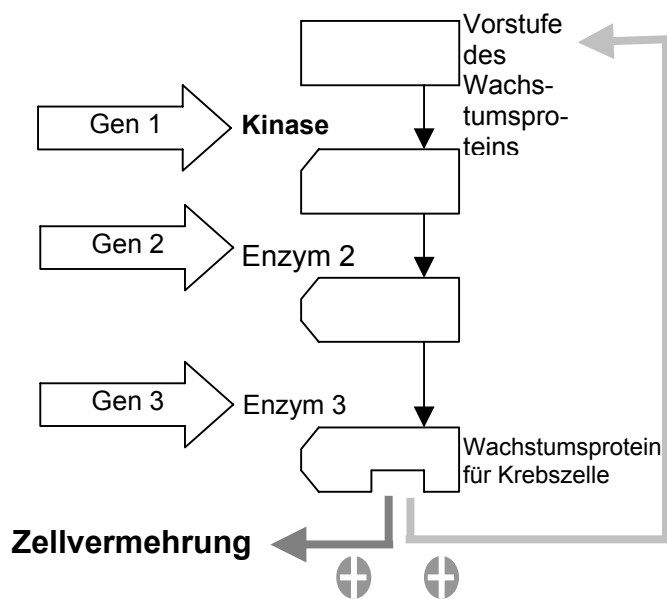 Vorstufe
des
Wachs-
tumspro-
teins
Gen 1
Kinase
Gen 2
Enzym 2
Gen 3
Enzym 3
Wachstumsprotein
für Krebszelle
Zellvermehrung